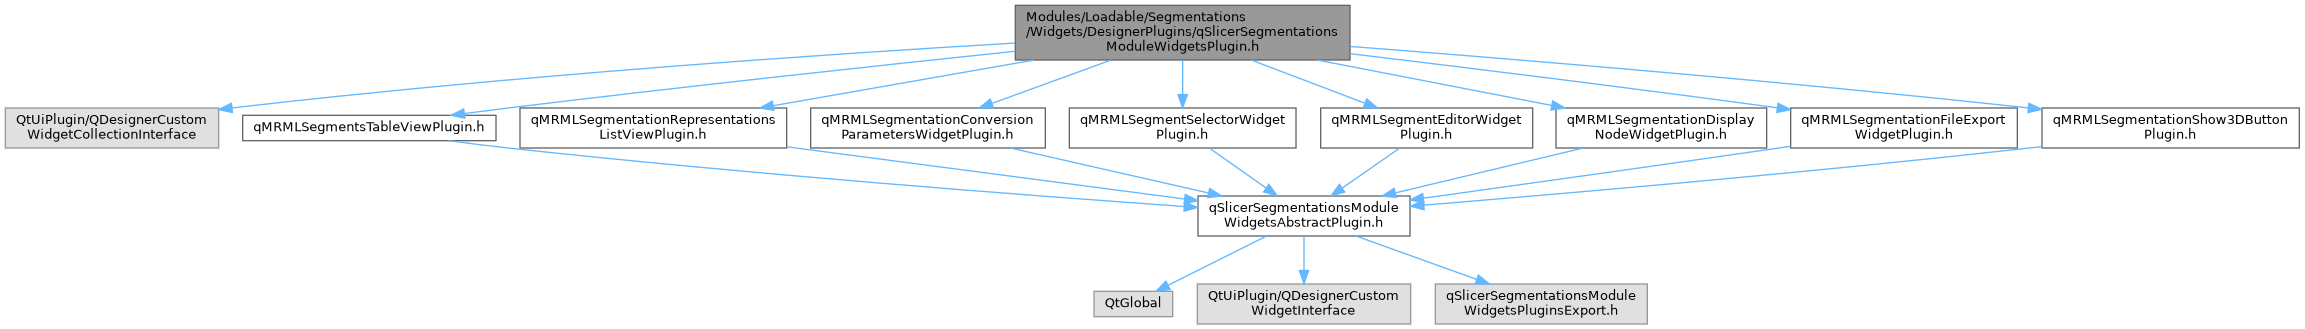 Modules/Loadable/Segmentations
/Widgets/DesignerPlugins/qSlicerSegmentations
ModuleWidgetsPlugin.h
QtUiPlugin/QDesignerCustom
WidgetCollectionInterface
qMRMLSegmentsTableViewPlugin.h
qMRMLSegmentationRepresentations
ListViewPlugin.h
qMRMLSegmentationConversion
ParametersWidgetPlugin.h
qMRMLSegmentSelectorWidget
Plugin.h
qMRMLSegmentEditorWidget
Plugin.h
qMRMLSegmentationDisplay
NodeWidgetPlugin.h
qMRMLSegmentationFileExport
WidgetPlugin.h
qMRMLSegmentationShow3DButton
Plugin.h
qSlicerSegmentationsModule
WidgetsAbstractPlugin.h
QtGlobal
QtUiPlugin/QDesignerCustom
WidgetInterface
qSlicerSegmentationsModule
WidgetsPluginsExport.h